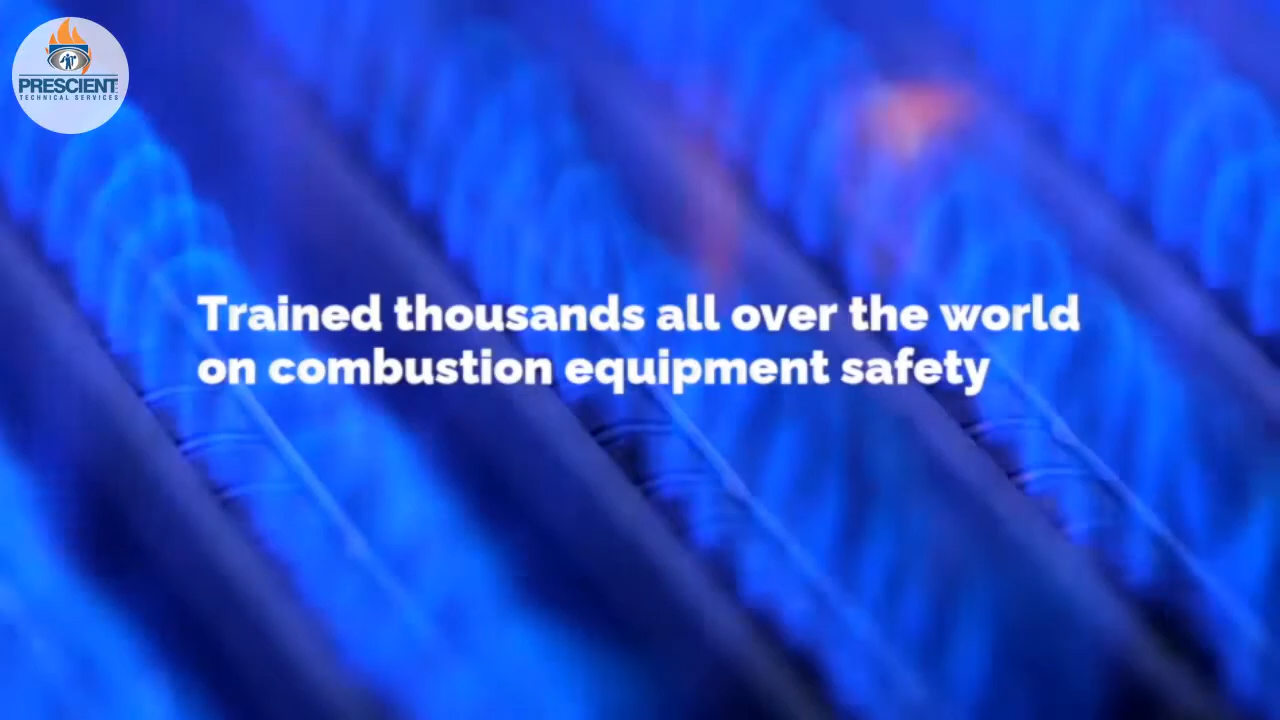 PRESCIENT
TECHNICAL SERVICES
Trained thousands all over the world
on combustion equipment safety